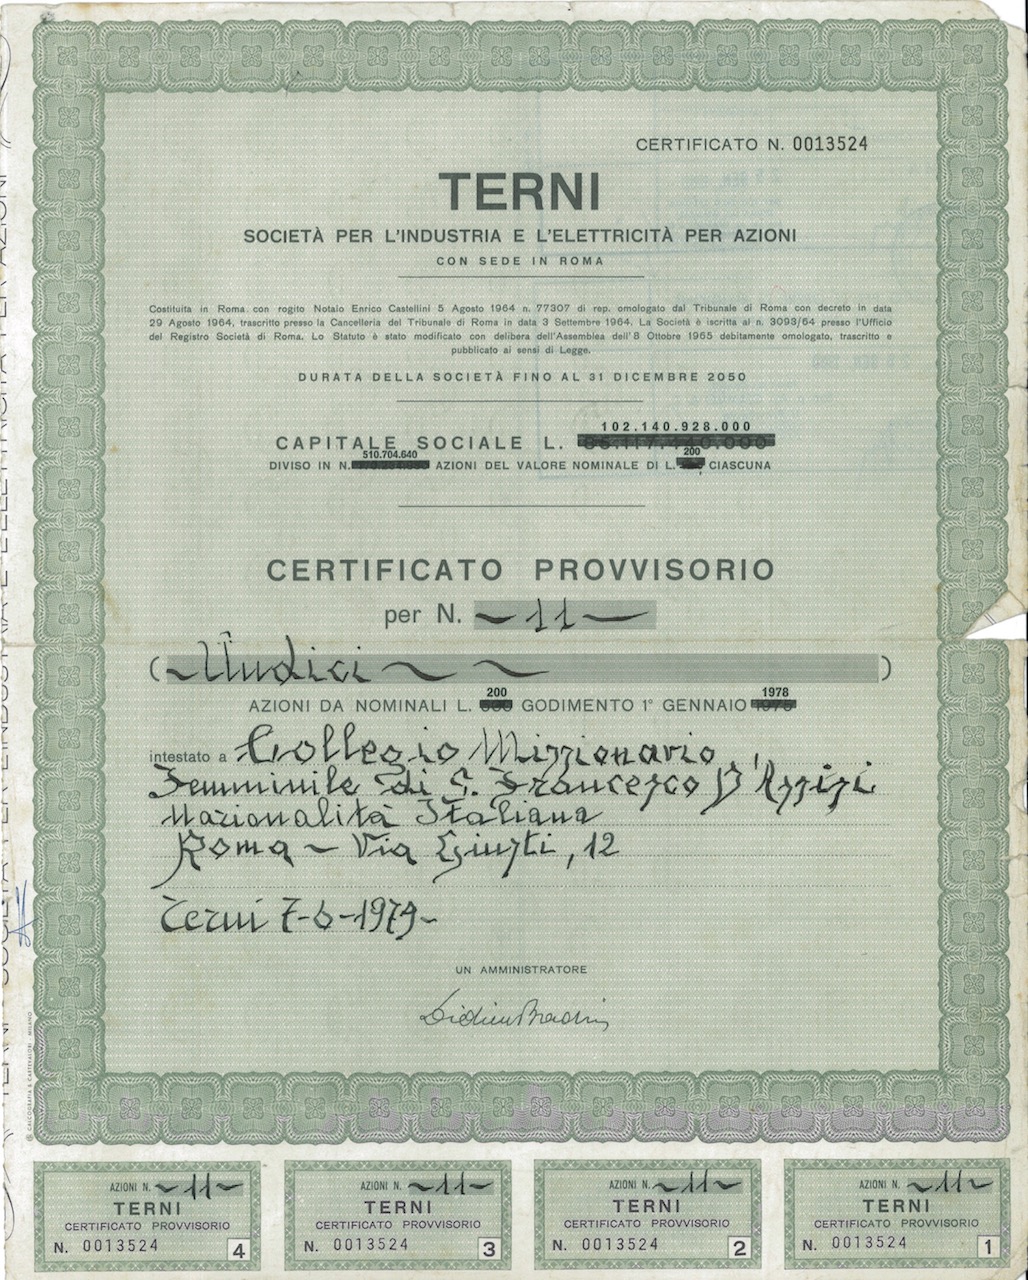 CERTIFICATO N. 0013524
TERNI
SOCIETÀ PER L'INDUSTRIA E L'ELETTRICITÀ PER AZIONI
CON SEDE IN ROMA
Costituita in Roma con rogito Notaio Enrico Castellini 5 Agosto 1964 n. 77307 di rep. omologato dal Tribunale di Roma con decreto in data
29 Agosto 1964, trascritto presso la Cancelleria del Tribunale di Roma in data 3 Settembre 1964. La Società è iscritta al n. 3093/64 presso l'Ufficio
del Registro Società di Roma. Lo Statuto è stato modificato con delibera dell'Assemblea dell'8 Ottobre 1965 debitamente omologato, trascritto e
pubblicato ai sensi di Legge.
DURATA DELLA SOCIETÀ FINO AL 31 DICEMBRE 2050
102.140.928.000
CAPITALE SOCIALE L.
510.704.640 200
DIVISO IN N. AZIONI DEL VALORE NOMINALE DI L. CIASCUNA
CERTIFICATO PROVVISORIO
per N. ~11~
(~Undici~ ~)
200 1978
AZIONI DA NOMINALI L. GODIMENTO 1° GENNAIO
intestato a Collegio Missionario
Femminile di S. Francesco D'Assisi
Nazionalità Italiana
Roma ~ Via Giusti, 12
Terni 7-6-1979-
UN AMMINISTRATORE
CALCOGRAFIA & CARTEVALORI - MILANO
AZIONI N. ~11~
TERNI
CERTIFICATO PROVVISORIO
N. 0013524 4
AZIONI N. ~11~
TERNI
CERTIFICATO PROVVISORIO
N. 0013524 3
AZIONI N. ~11~
TERNI
CERTIFICATO PROVVISORIO
N. 0013524 2
AZIONI N. ~11~
TERNI
CERTIFICATO PROVVISORIO
N. 0013524 1